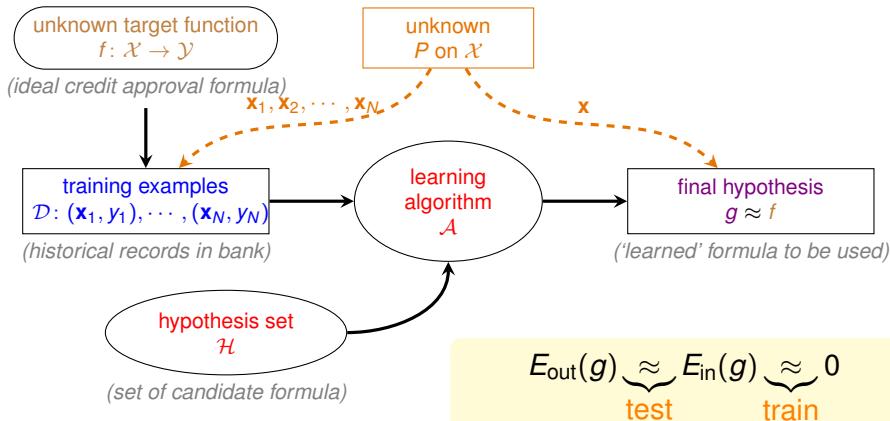 unknown target function
f : 𝒳 → 𝒴
(ideal credit approval formula)
unknown
P on 𝒳
x₁, x₂, · · · , x_N
x
training examples
𝒟 : (x₁, y₁), · · · , (x_N, y_N)
(historical records in bank)
learning
algorithm
𝒜
final hypothesis
g ≈ f
(‘learned’ formula to be used)
hypothesis set
ℋ
(set of candidate formula)
E_out(g) ≈ E_in(g) ≈ 0
test train